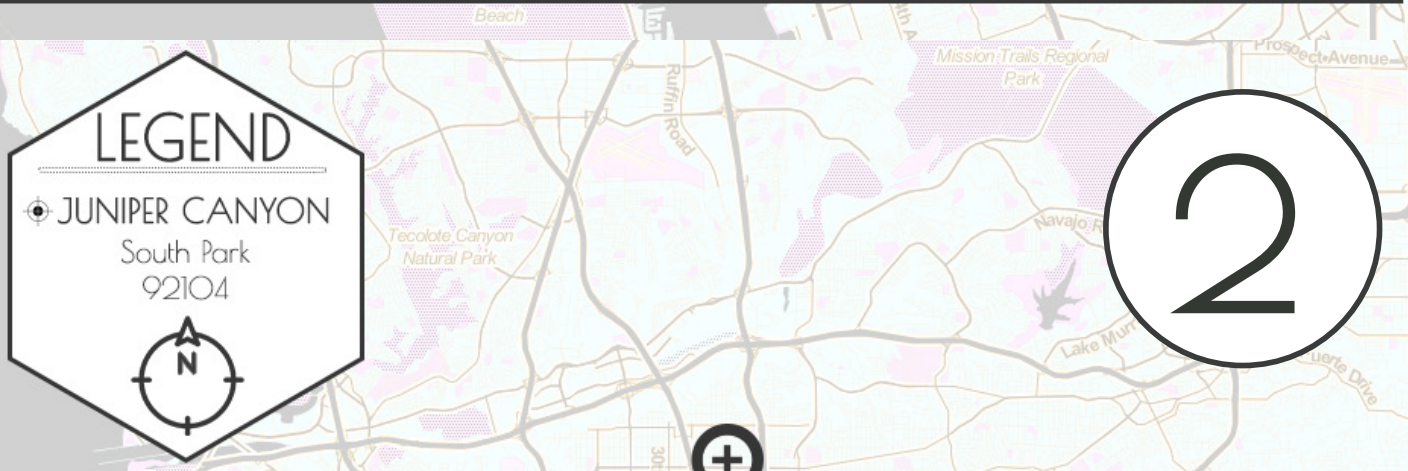 Beach
Mission Trails Regional
Park
Prospect Avenue
Ruffin Road
LEGEND
JUNIPER CANYON
South Park
92104
N
2
Tecolote Canyon
Natural Park
Navajo
Lake